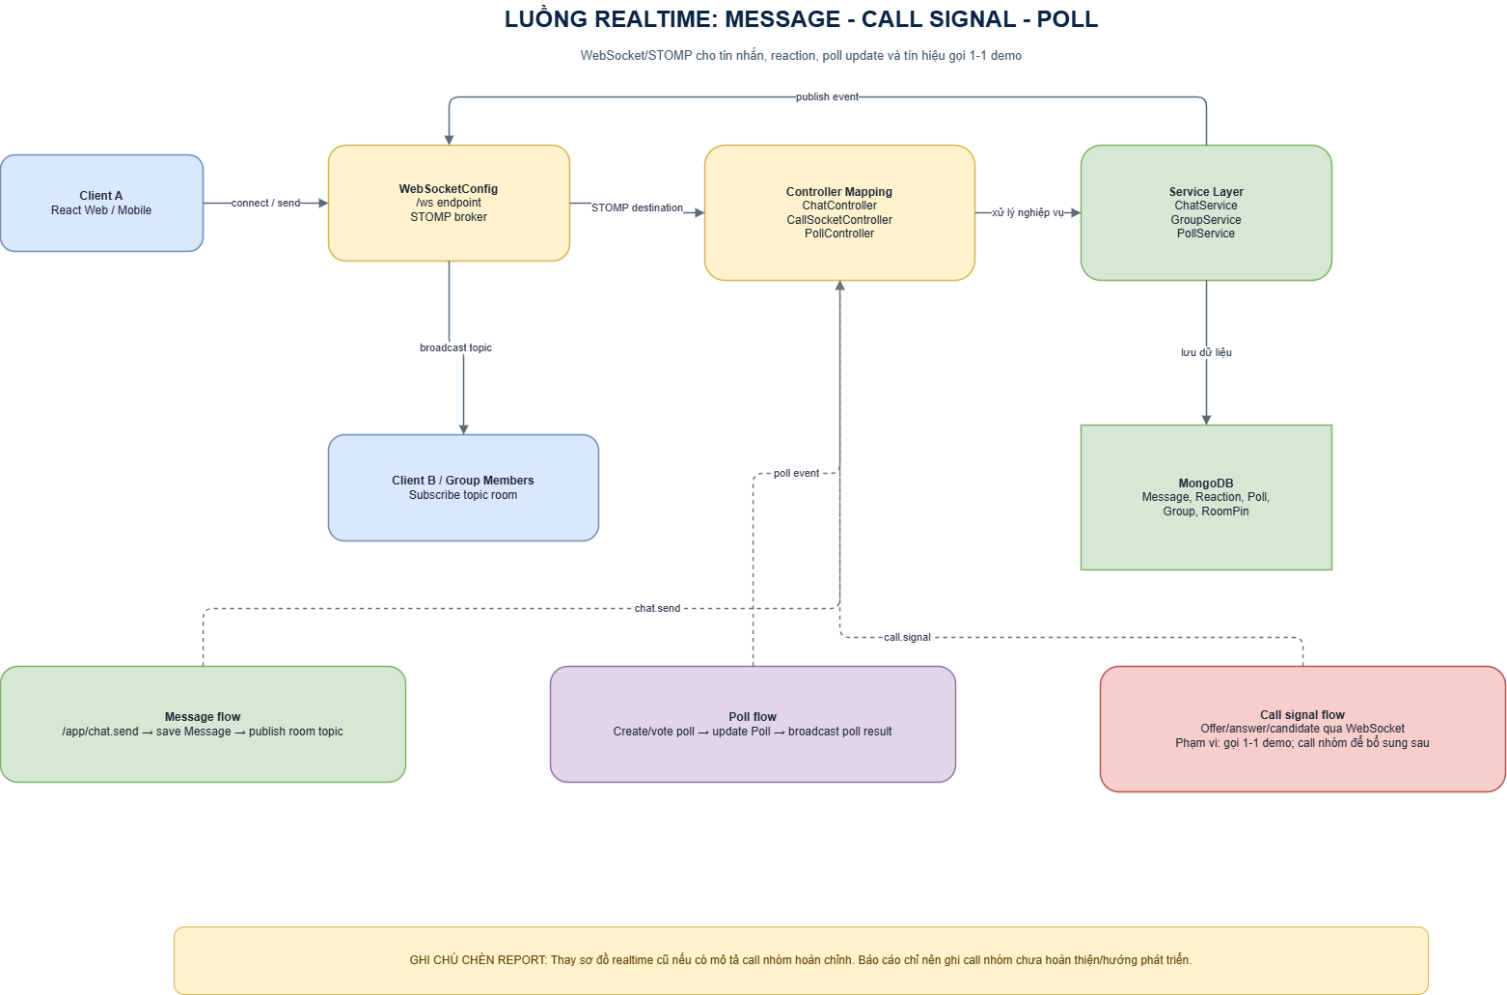 LUỒNG REALTIME: MESSAGE - CALL SIGNAL - POLL
WebSocket/STOMP cho tin nhắn, reaction, poll update và tín hiệu gọi 1-1 demo
publish event
Client A
React Web / Mobile
connect / send
WebSocketConfig
/ws endpoint
STOMP broker
STOMP destination
Controller Mapping
ChatController
CallSocketController
PollController
xử lý nghiệp vụ
Service Layer
ChatService
GroupService
PollService
broadcast topic
lưu dữ liệu
Client B / Group Members
Subscribe topic room
poll event
MongoDB
Message, Reaction, Poll,
Group, RoomPin
chat.send
call.signal
Message flow
/app/chat.send → save Message → publish room topic
Poll flow
Create/vote poll → update Poll → broadcast poll result
Call signal flow
Offer/answer/candidate qua WebSocket
Phạm vi: gọi 1-1 demo; call nhóm để bổ sung sau
GHI CHÚ CHÈN REPORT: Thay sơ đồ realtime cũ nếu có mô tả call nhóm hoàn chỉnh. Báo cáo chỉ nên ghi call nhóm chưa hoàn thiện/hướng phát triển.